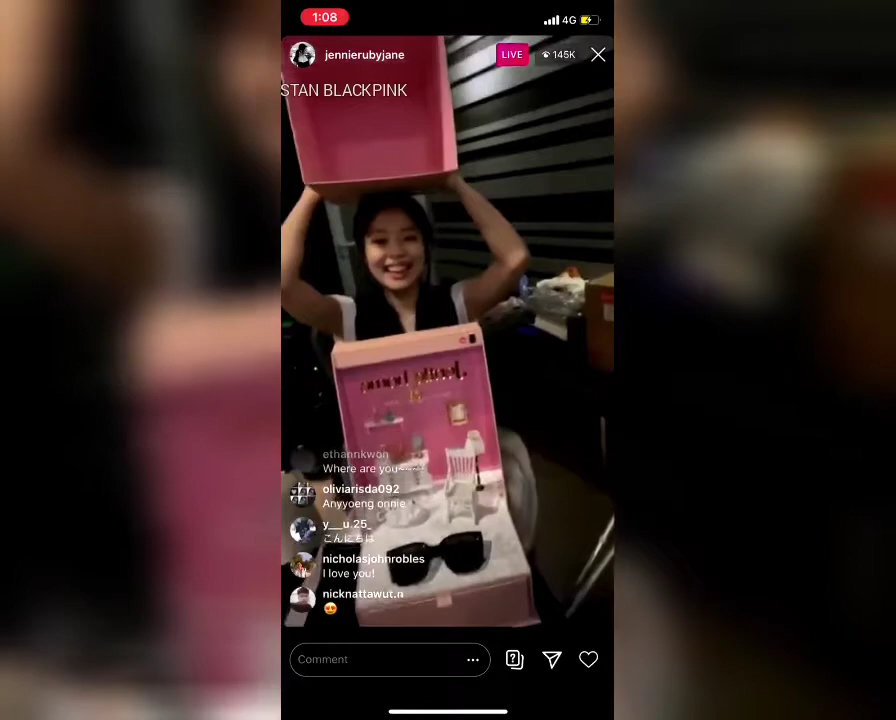 1:08
4G
jennierubyjane
LIVE
145K
STAN BLACKPINK
ethannkwon
Where are you~~~
oliviarisda092
Anyyoeng onnie
y___u.25_
こんにちは
nicholasjohnrobles
I love you!
nicknattawut.n
😍
Comment